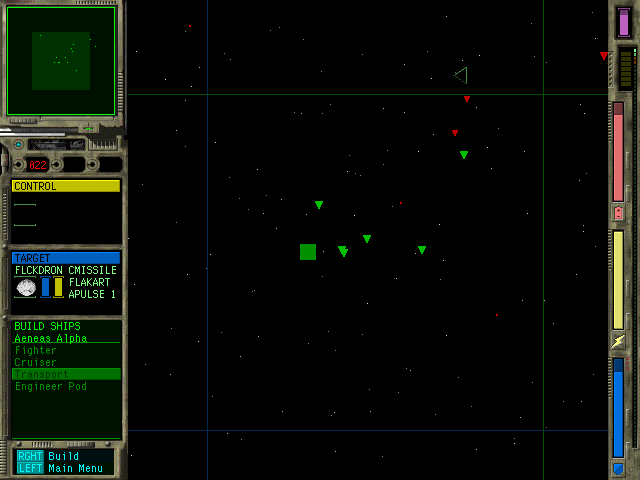 022
CONTROL
TARGET
FLCKDRON CMISSILE
FLAKART
APULSE 1
BUILD SHIPS
Aeneas Alpha
Fighter
Cruiser
Transport
Engineer Pod
RGHT Build
LEFT Main Menu